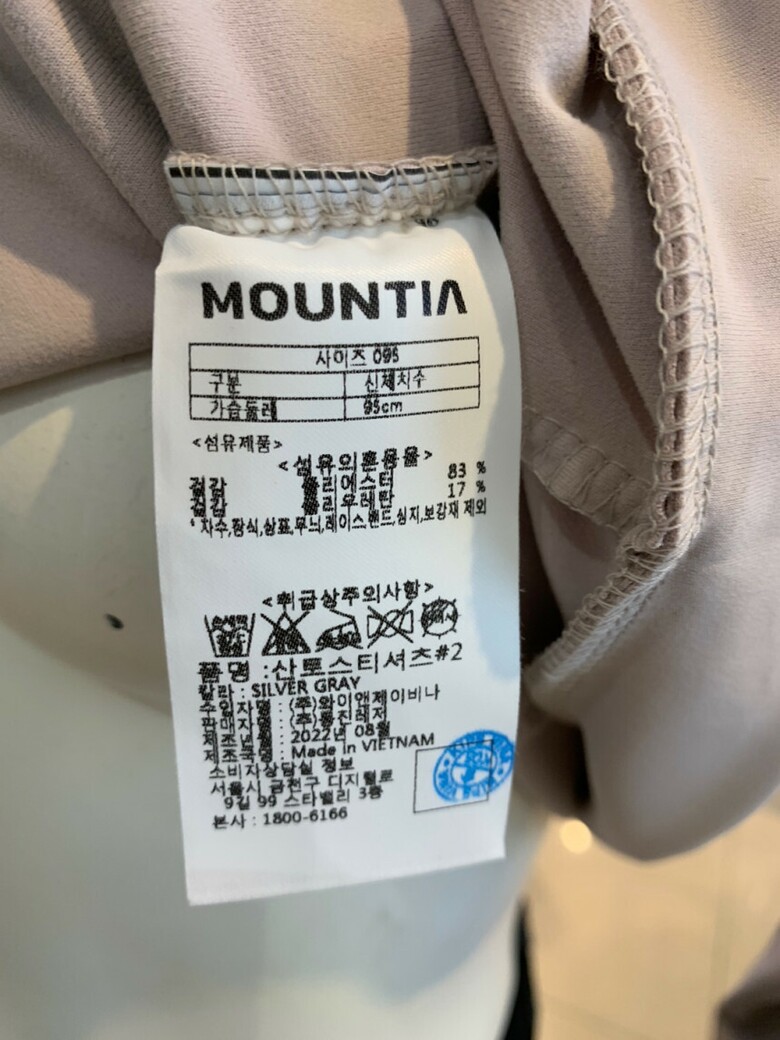 MOUNTIA
사이즈 095
구분 신체치수
가슴둘레 95cm
<섬유제품>
<섬유의혼용율>
겉감 폴리에스터 83 %
겉감 폴리우레탄 17 %
* 자수,장식,상표,무늬,레이스,밴드,심지,보강재 제외
<취급상주의사항>
품명 : 산토스티셔츠#2
칼라 : SILVER GRAY
수입자명 : (주)와이앤제이비나
판매자명 : (주)동진레저
제조년월 : 2022년 08월
제조국명 : Made in VIETNAM
소비자상담실 정보
서울시 금천구 디지털로
9길 99 스타밸리 3층
본사 : 1800-6166